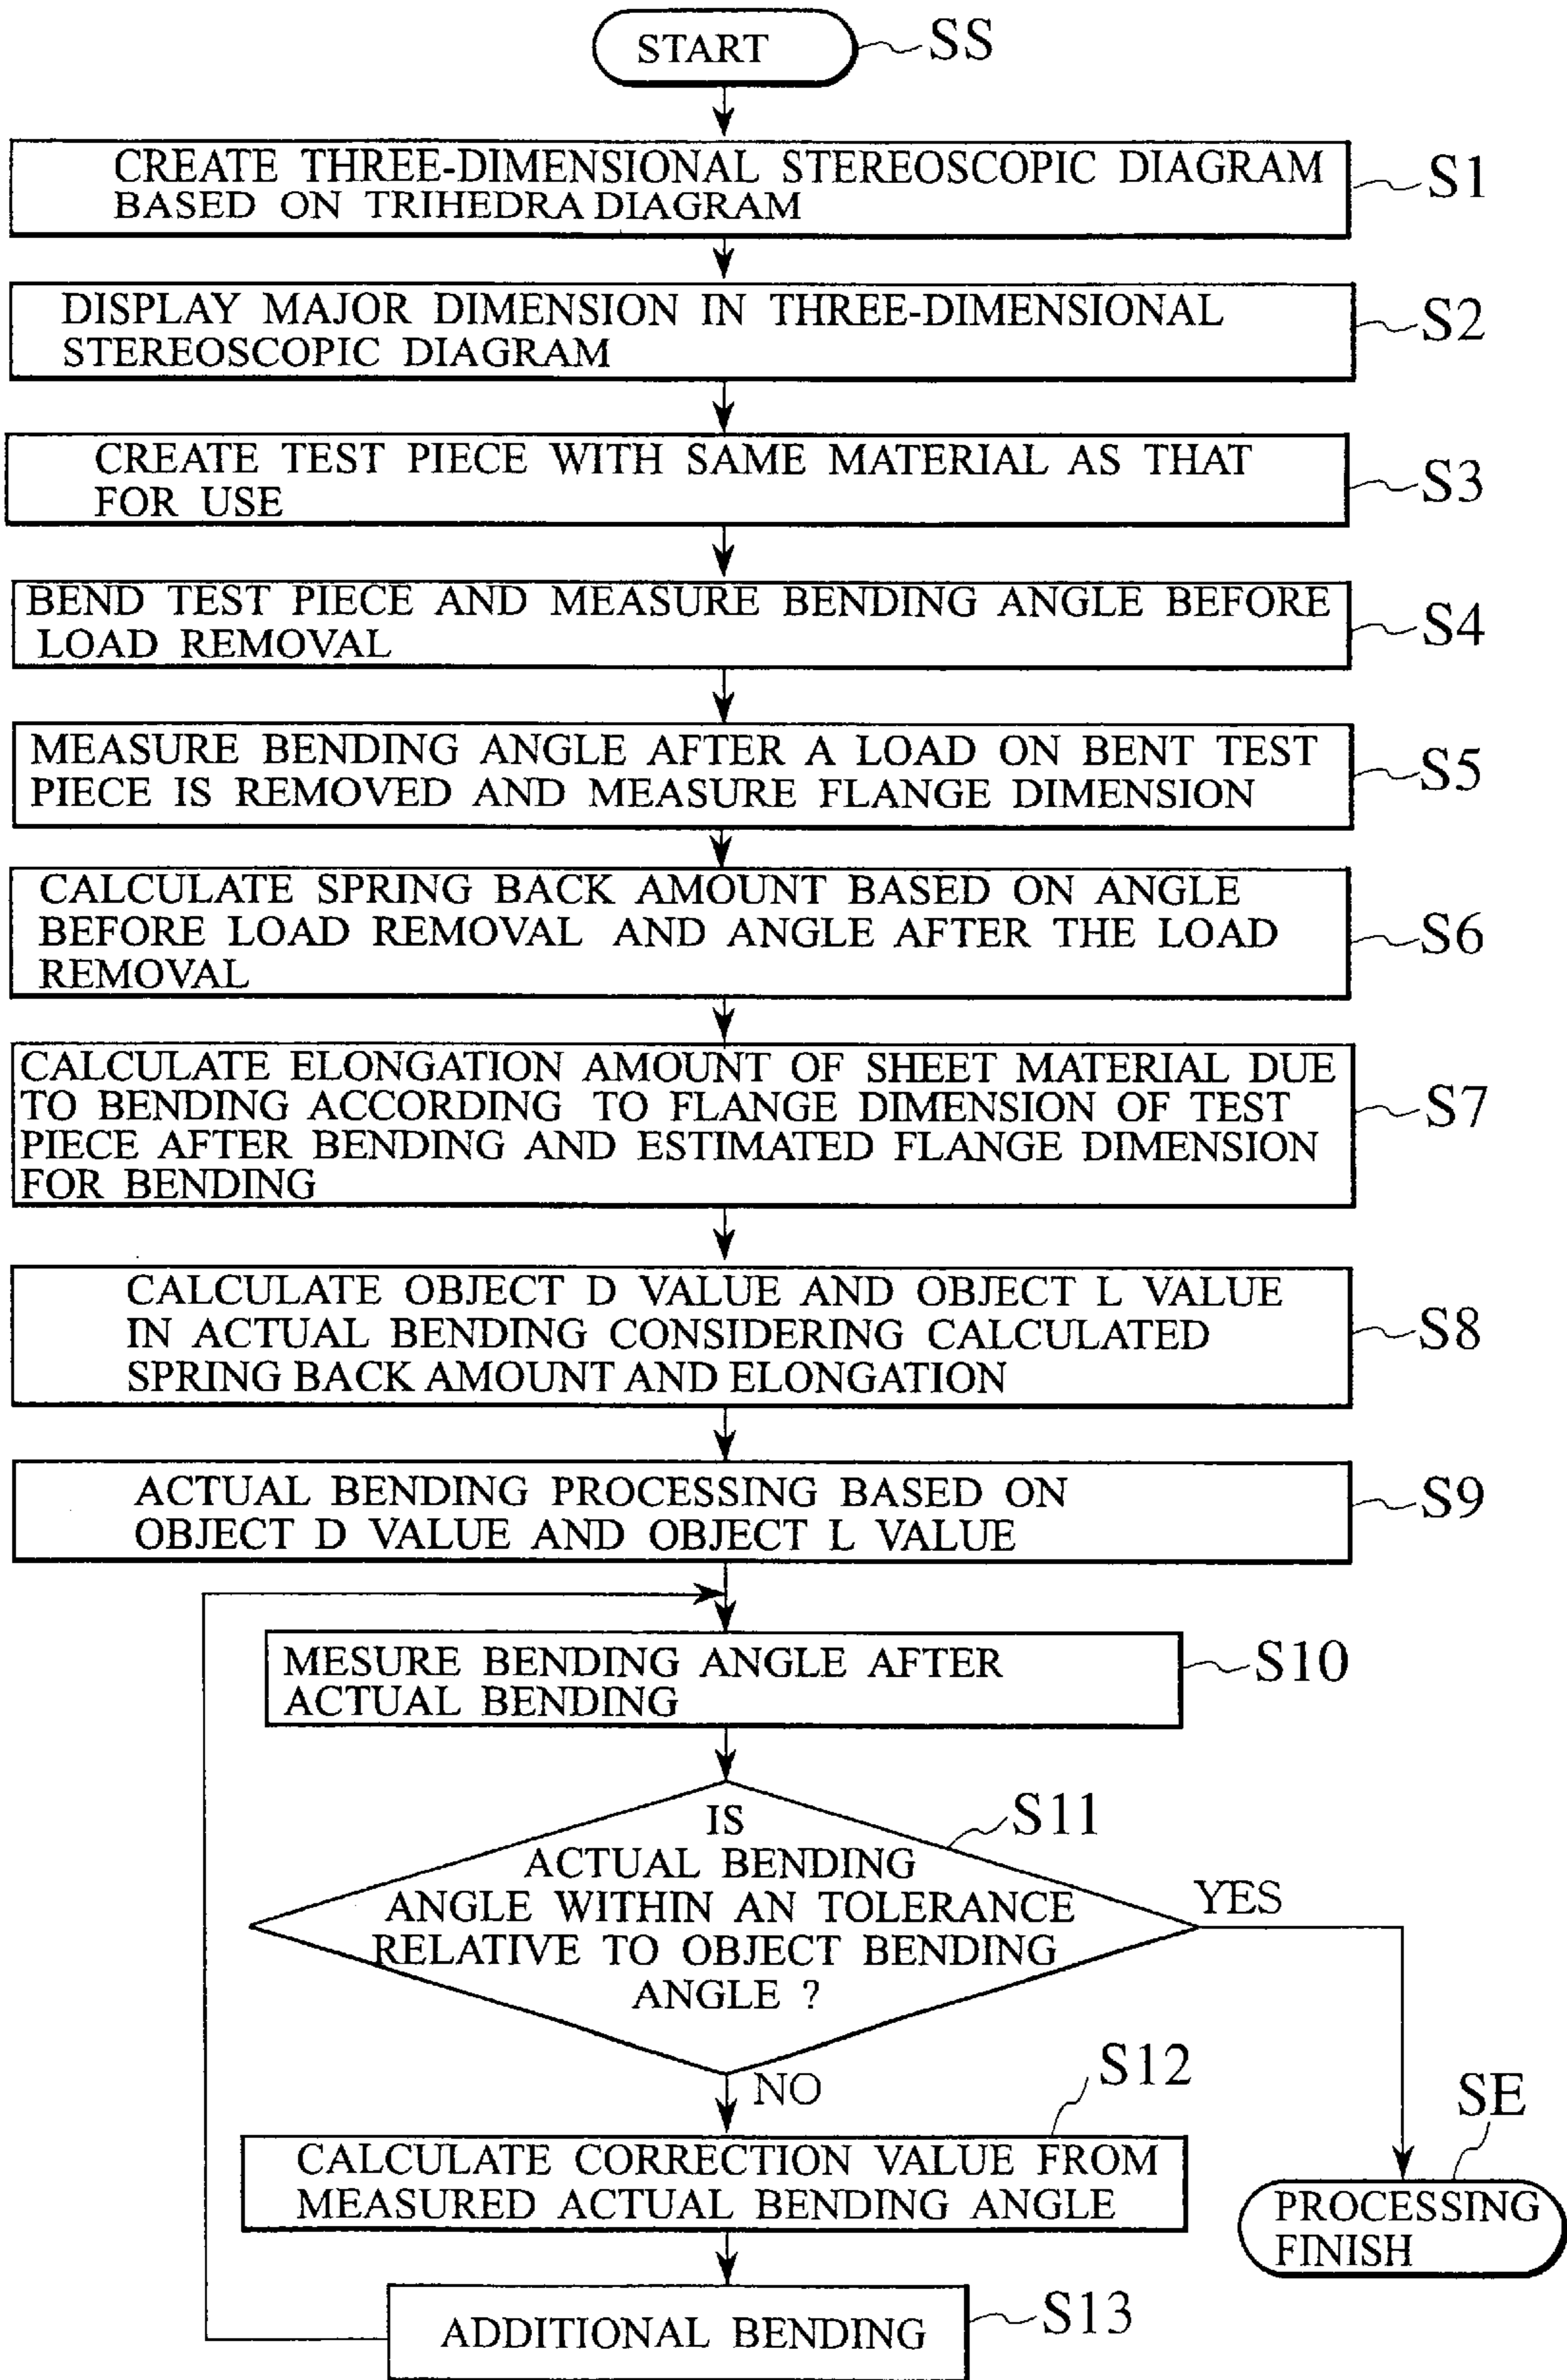 START
SS
CREATE THREE-DIMENSIONAL STEREOSCOPIC DIAGRAM
BASED ON TRIHEDRA DIAGRAM
S1
DISPLAY MAJOR DIMENSION IN THREE-DIMENSIONAL
STEREOSCOPIC DIAGRAM
S2
CREATE TEST PIECE WITH SAME MATERIAL AS THAT
FOR USE
S3
BEND TEST PIECE AND MEASURE BENDING ANGLE BEFORE
LOAD REMOVAL
S4
MEASURE BENDING ANGLE AFTER A LOAD ON BENT TEST
PIECE IS REMOVED AND MEASURE FLANGE DIMENSION
S5
CALCULATE SPRING BACK AMOUNT BASED ON ANGLE
BEFORE LOAD REMOVAL AND ANGLE AFTER THE LOAD
REMOVAL
S6
CALCULATE ELONGATION AMOUNT OF SHEET MATERIAL DUE
TO BENDING ACCORDING TO FLANGE DIMENSION OF TEST
PIECE AFTER BENDING AND ESTIMATED FLANGE DIMENSION
FOR BENDING
S7
CALCULATE OBJECT D VALUE AND OBJECT L VALUE
IN ACTUAL BENDING CONSIDERING CALCULATED
SPRING BACK AMOUNT AND ELONGATION
S8
ACTUAL BENDING PROCESSING BASED ON
OBJECT D VALUE AND OBJECT L VALUE
S9
MESURE BENDING ANGLE AFTER
ACTUAL BENDING
S10
IS
ACTUAL BENDING
ANGLE WITHIN AN TOLERANCE
RELATIVE TO OBJECT BENDING
ANGLE ?
S11
YES
NO
S12
CALCULATE CORRECTION VALUE FROM
MEASURED ACTUAL BENDING ANGLE
SE
PROCESSING
FINISH
ADDITIONAL BENDING
S13